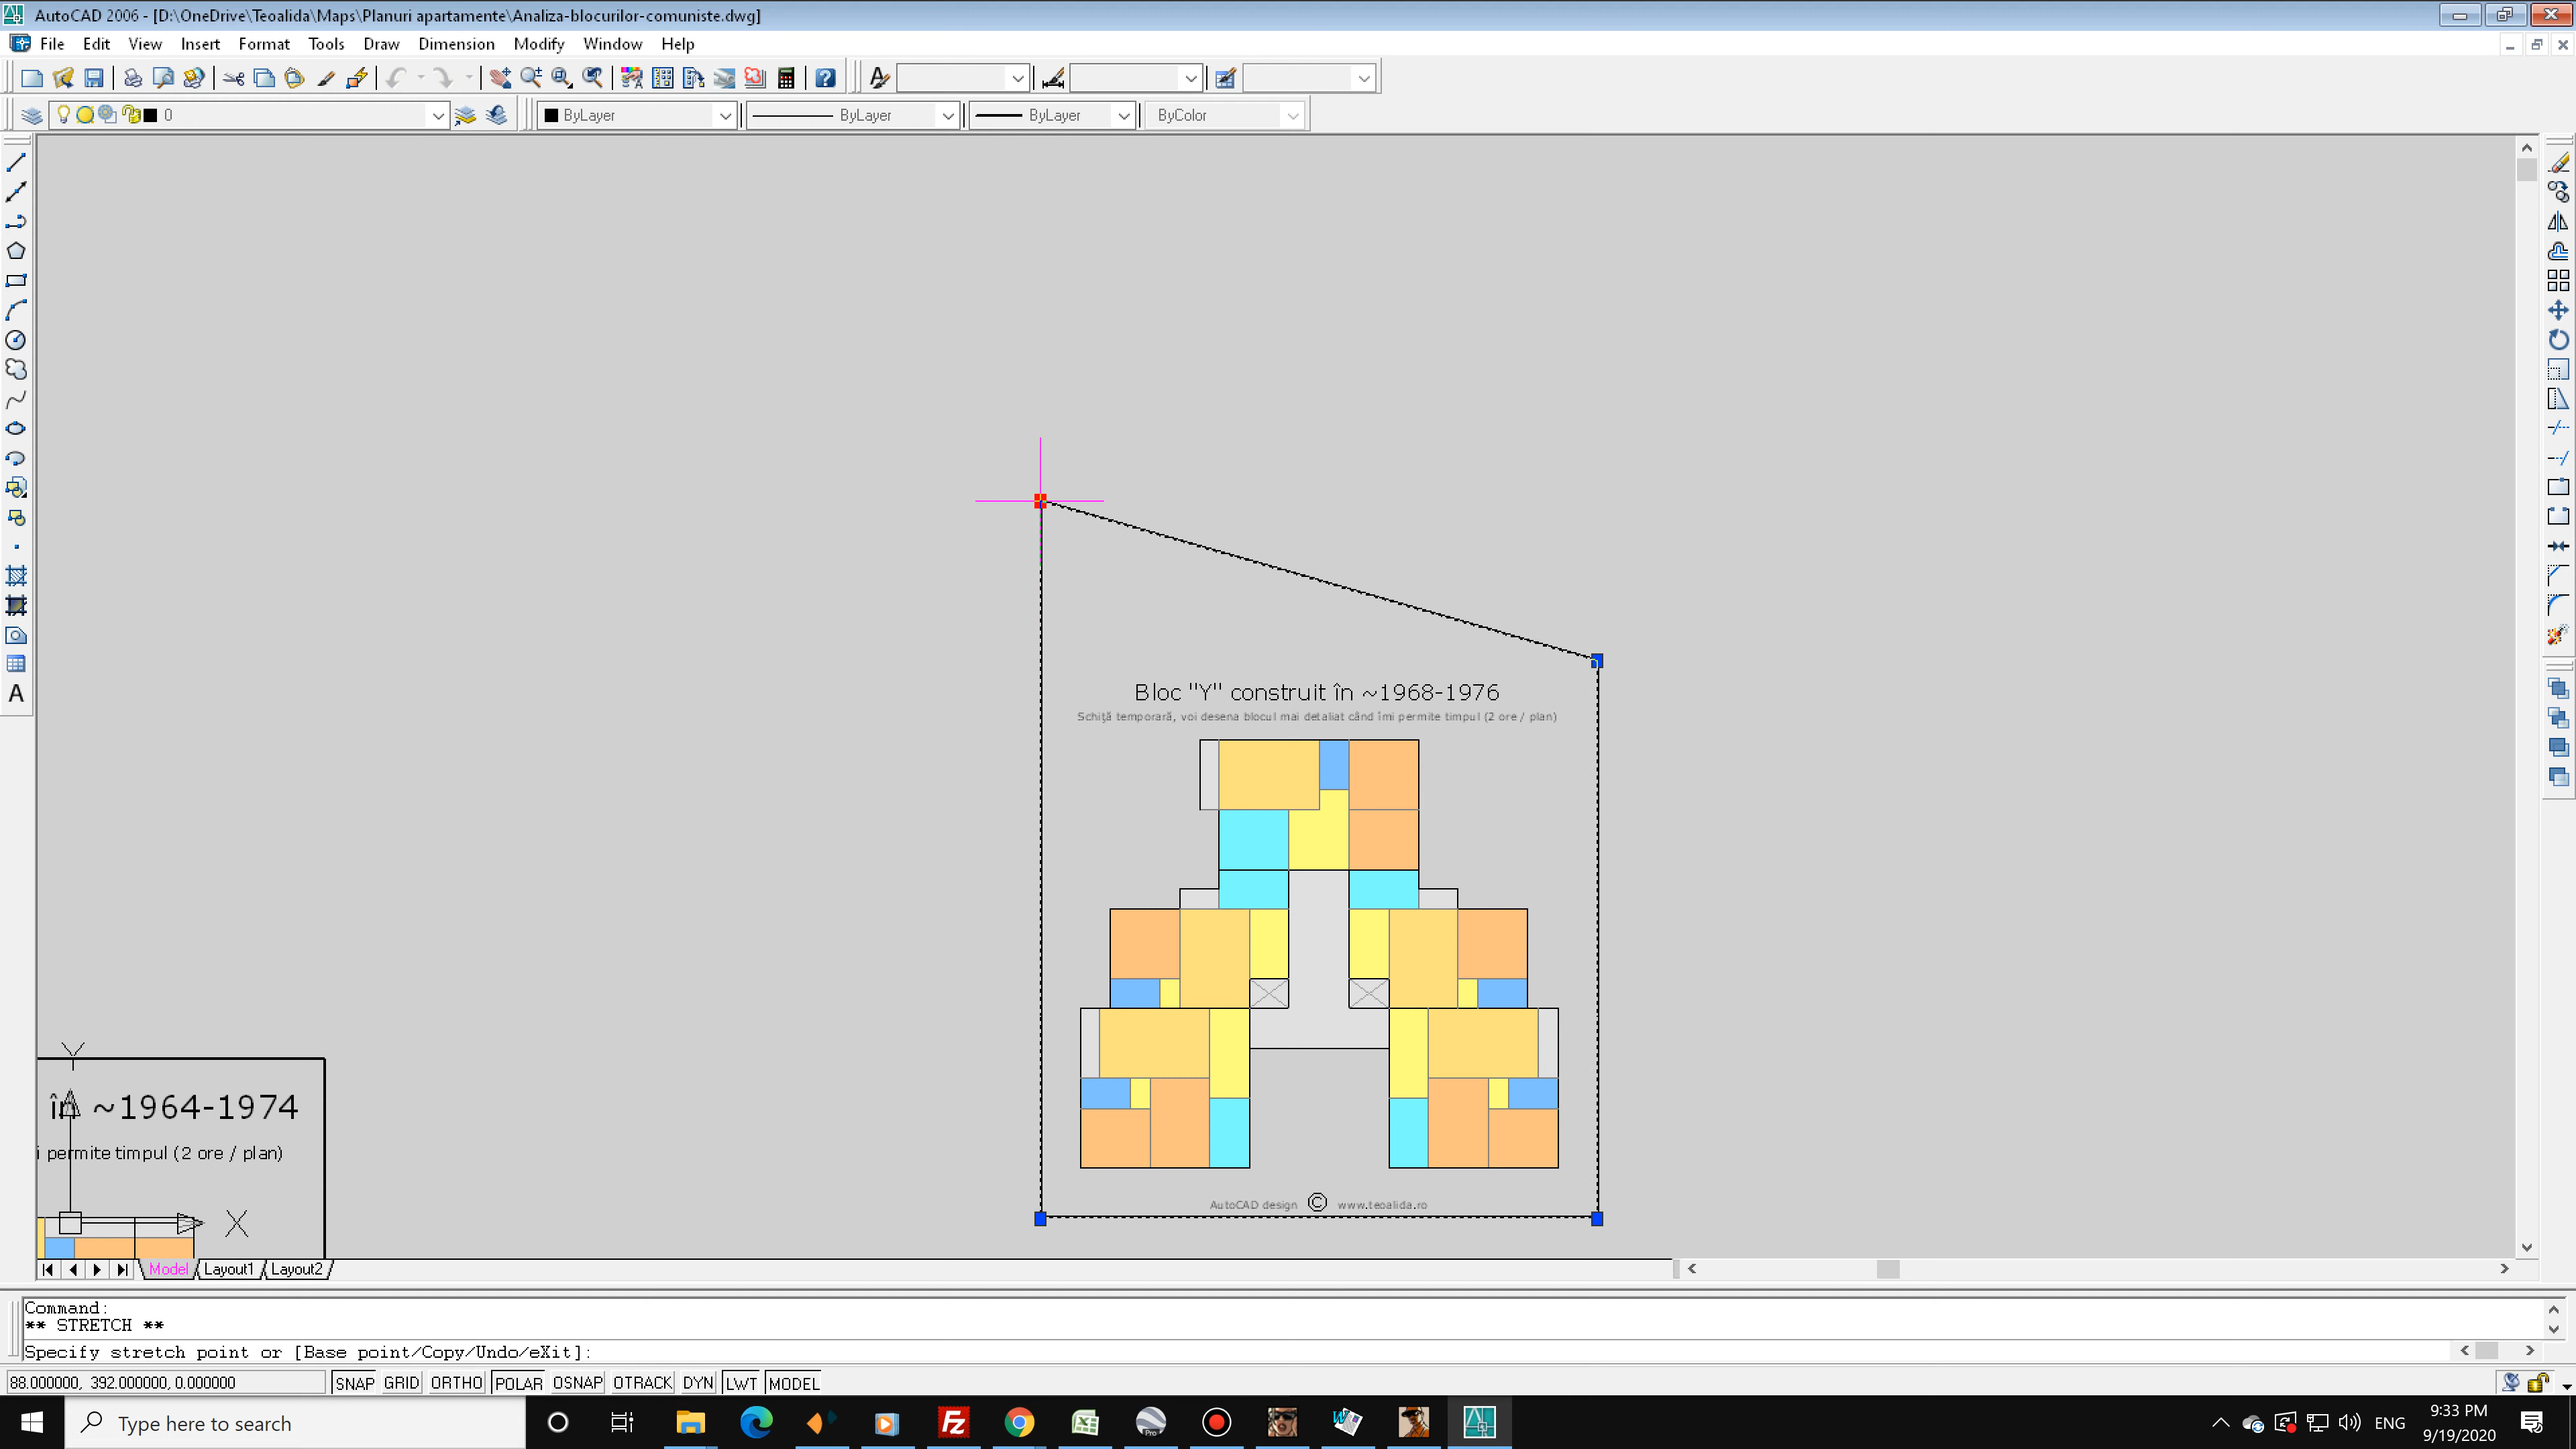 AutoCAD 2006 - [D:\OneDrive\Teoalida\Maps\Planuri apartamente\Analiza-blocurilor-comuniste.dwg]
File Edit View Insert Format Tools Draw Dimension Modify Window Help
0 ByLayer ByLayer ByLayer ByColor
Bloc "Y" construit în ~1968-1976
Schiță temporară, voi desena blocul mai detaliat când îmi permite timpul (2 ore / plan)
Y
în ~1964-1974
i permite timpul (2 ore / plan)
X
AutoCAD design © www.teoalida.ro
Model Layout1 Layout2
Command:
** STRETCH **
Specify stretch point or [Base point/Copy/Undo/eXit]:
88.000000, 392.000000, 0.000000 SNAP GRID ORTHO POLAR OSNAP OTRACK DYN LWT MODEL
Type here to search
ENG
9:33 PM
9/19/2020